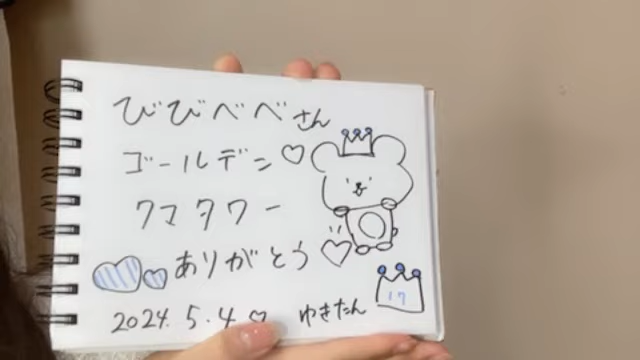 びびべべさん
ゴールデン♡
クマタワー
ありがとう♡
2024.5.4♡ ゆきたん
17